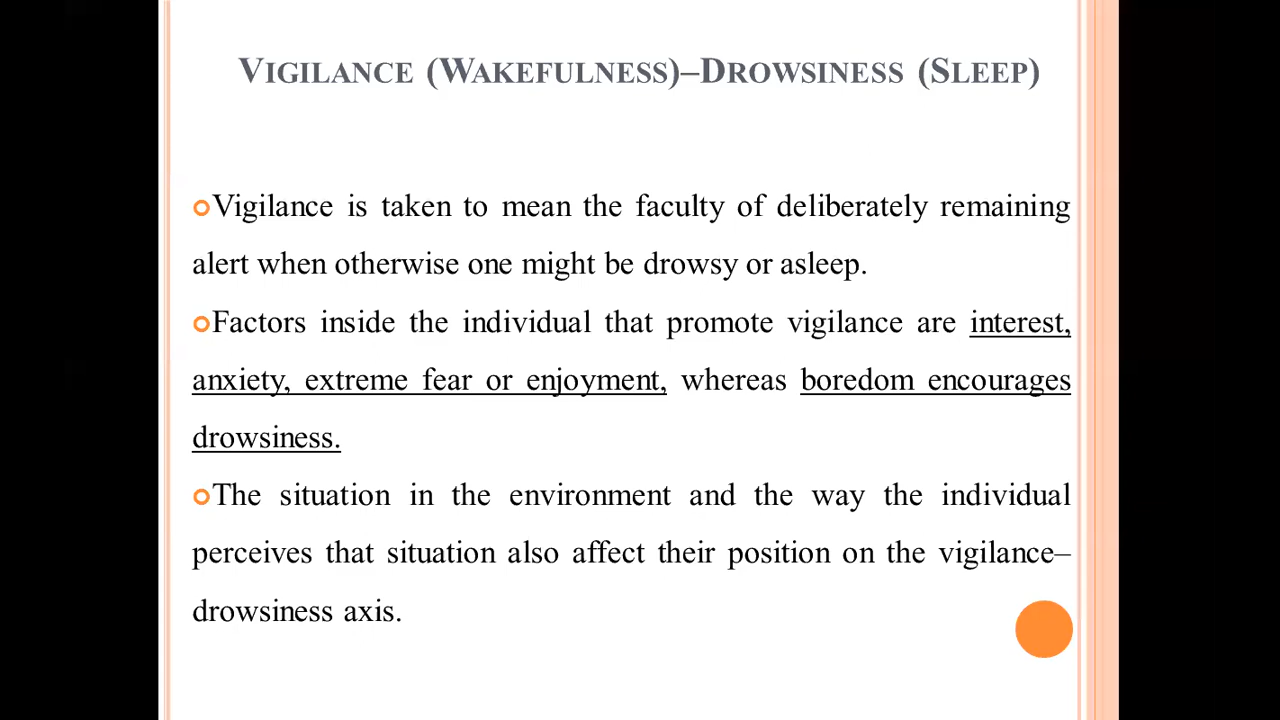 VIGILANCE (WAKEFULNESS)–DROWSINESS (SLEEP)
Vigilance is taken to mean the faculty of deliberately remaining
alert when otherwise one might be drowsy or asleep.
Factors inside the individual that promote vigilance are interest,
anxiety, extreme fear or enjoyment, whereas boredom encourages
drowsiness.
The situation in the environment and the way the individual
perceives that situation also affect their position on the vigilance–
drowsiness axis.